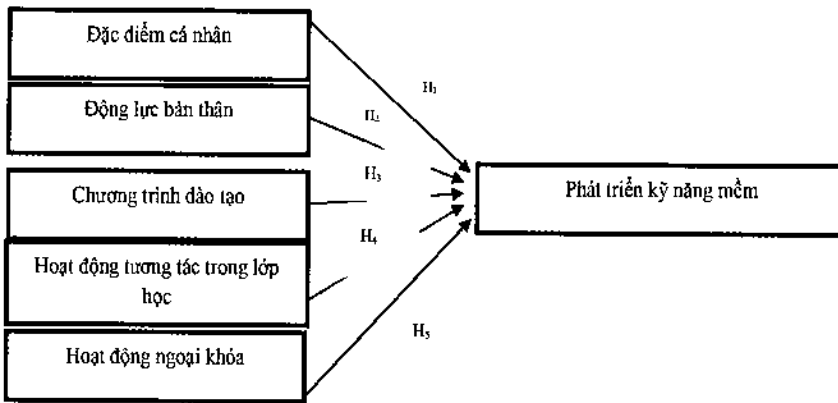 Đặc điểm cá nhân
H₁
Động lực bản thân
H₂
Chương trình đào tạo
H₃
Phát triển kỹ năng mềm
H₄
Hoạt động tương tác trong lớp
học
H₅
Hoạt động ngoại khóa